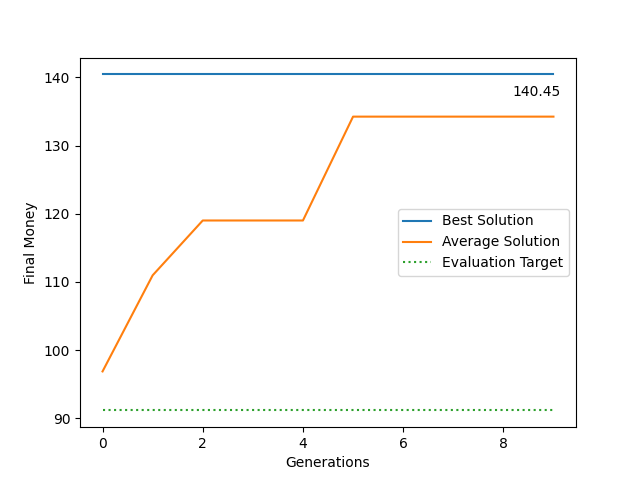 140
140.45
130
120
Best Solution
Average Solution
Evaluation Target
110
100
90
Final Money
0 2 4 6 8
Generations